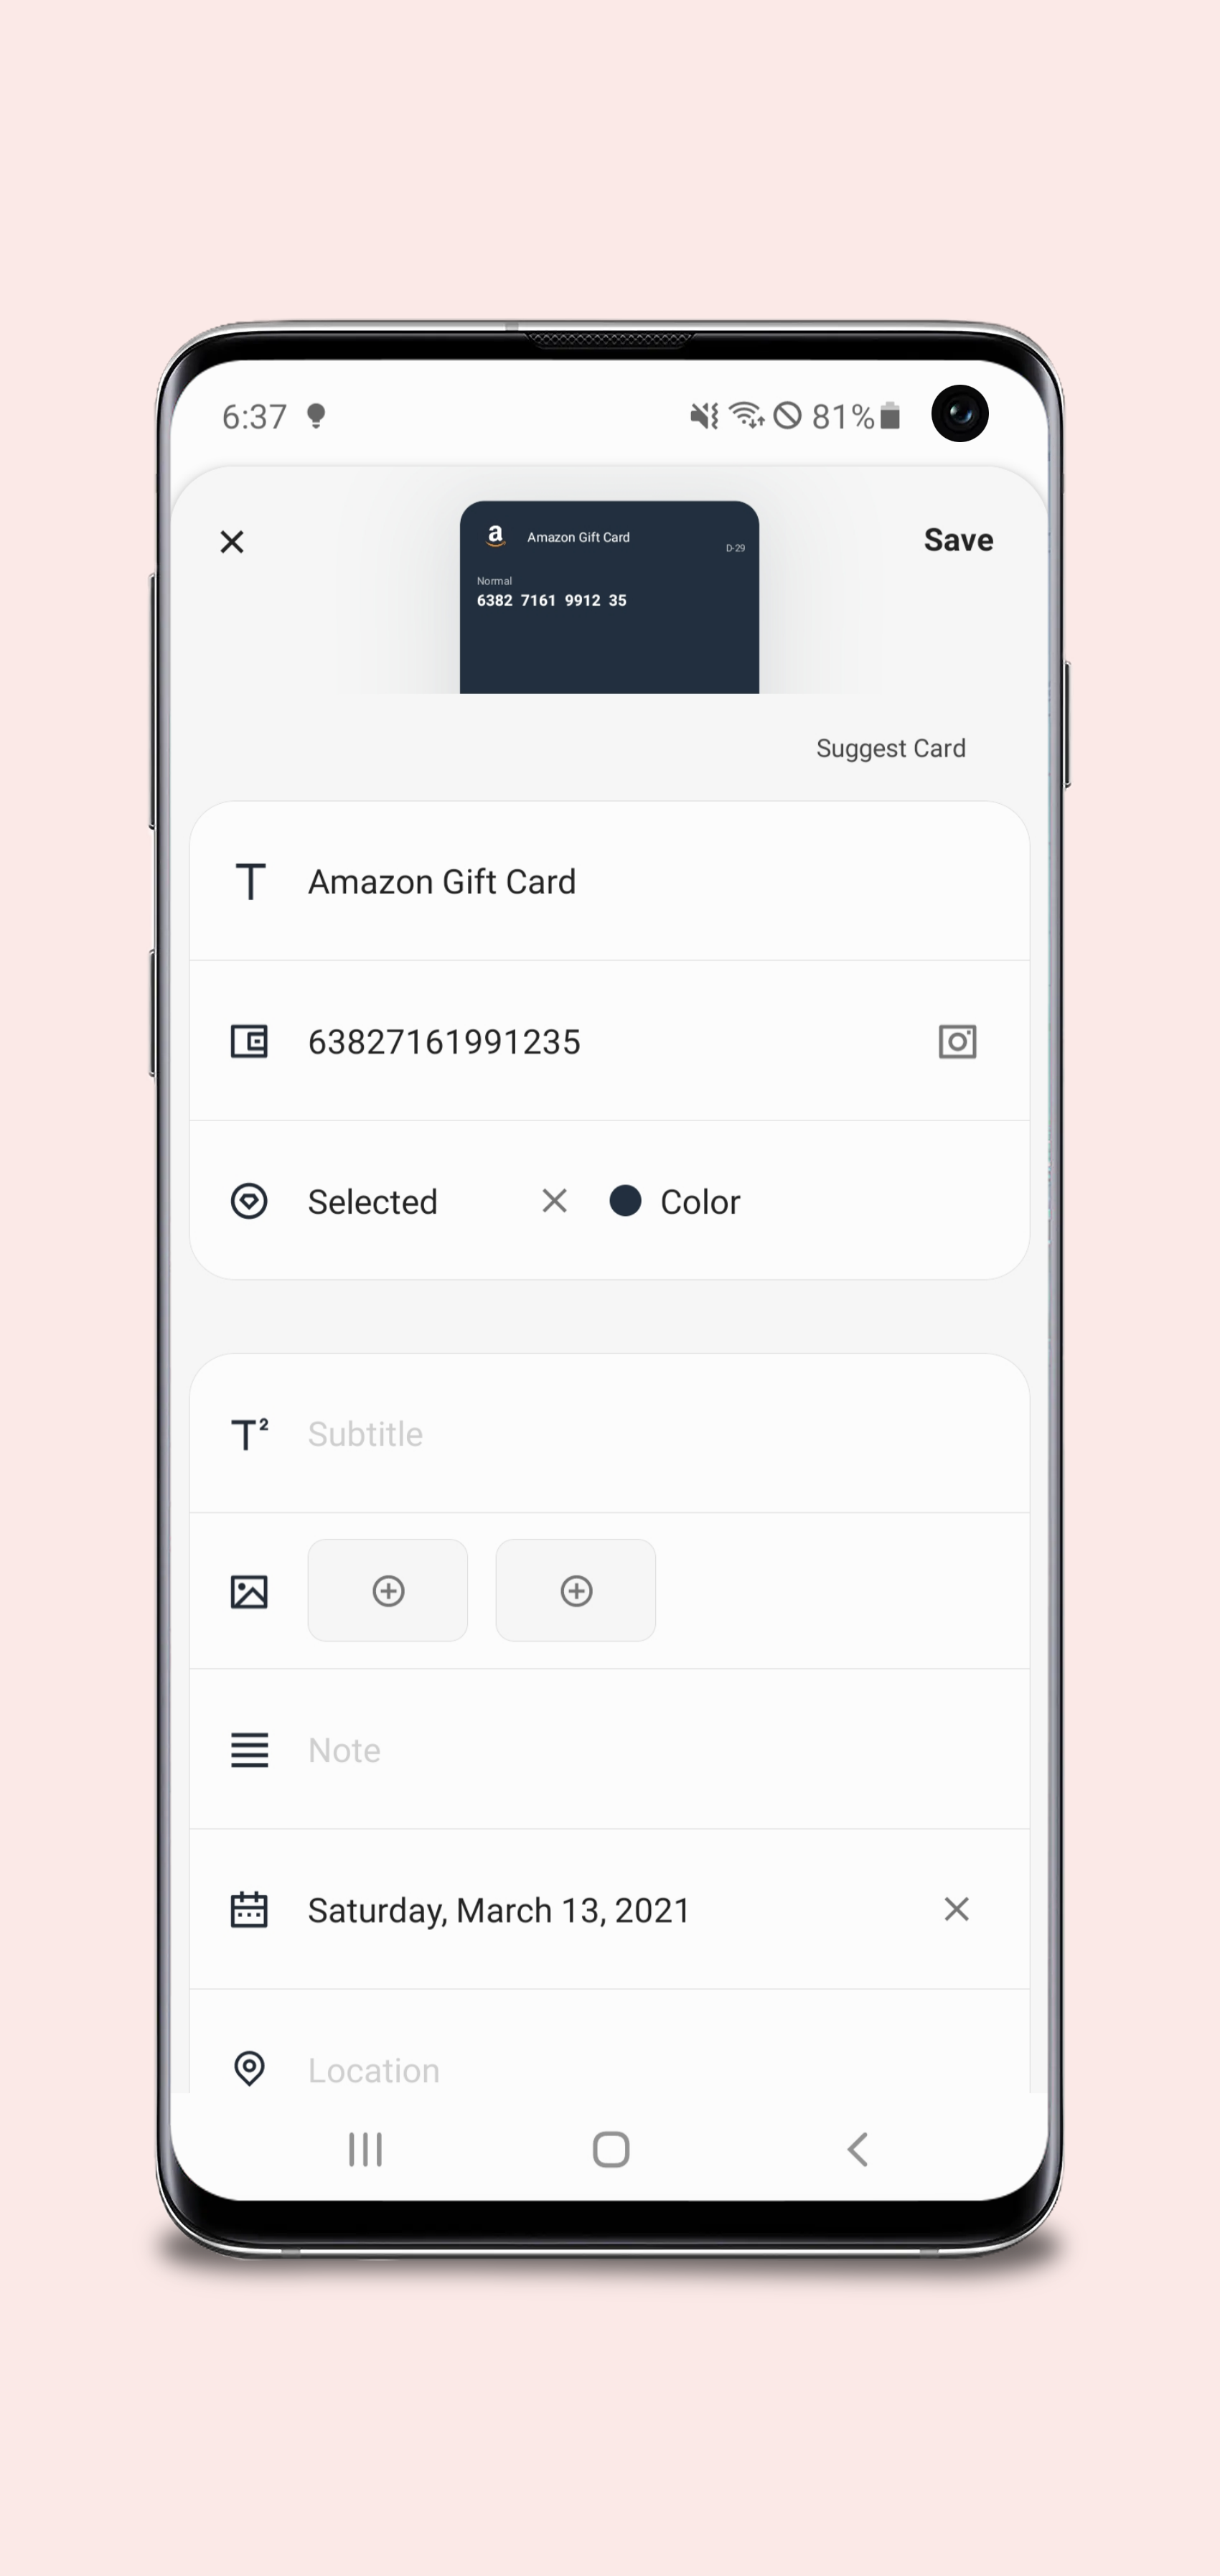 6:37 81%
a Amazon Gift Card
D-29
Save
Normal
6382 7161 9912 35
Suggest Card
Amazon Gift Card
63827161991235
Selected Color
T² Subtitle
Note
Saturday, March 13, 2021
Location